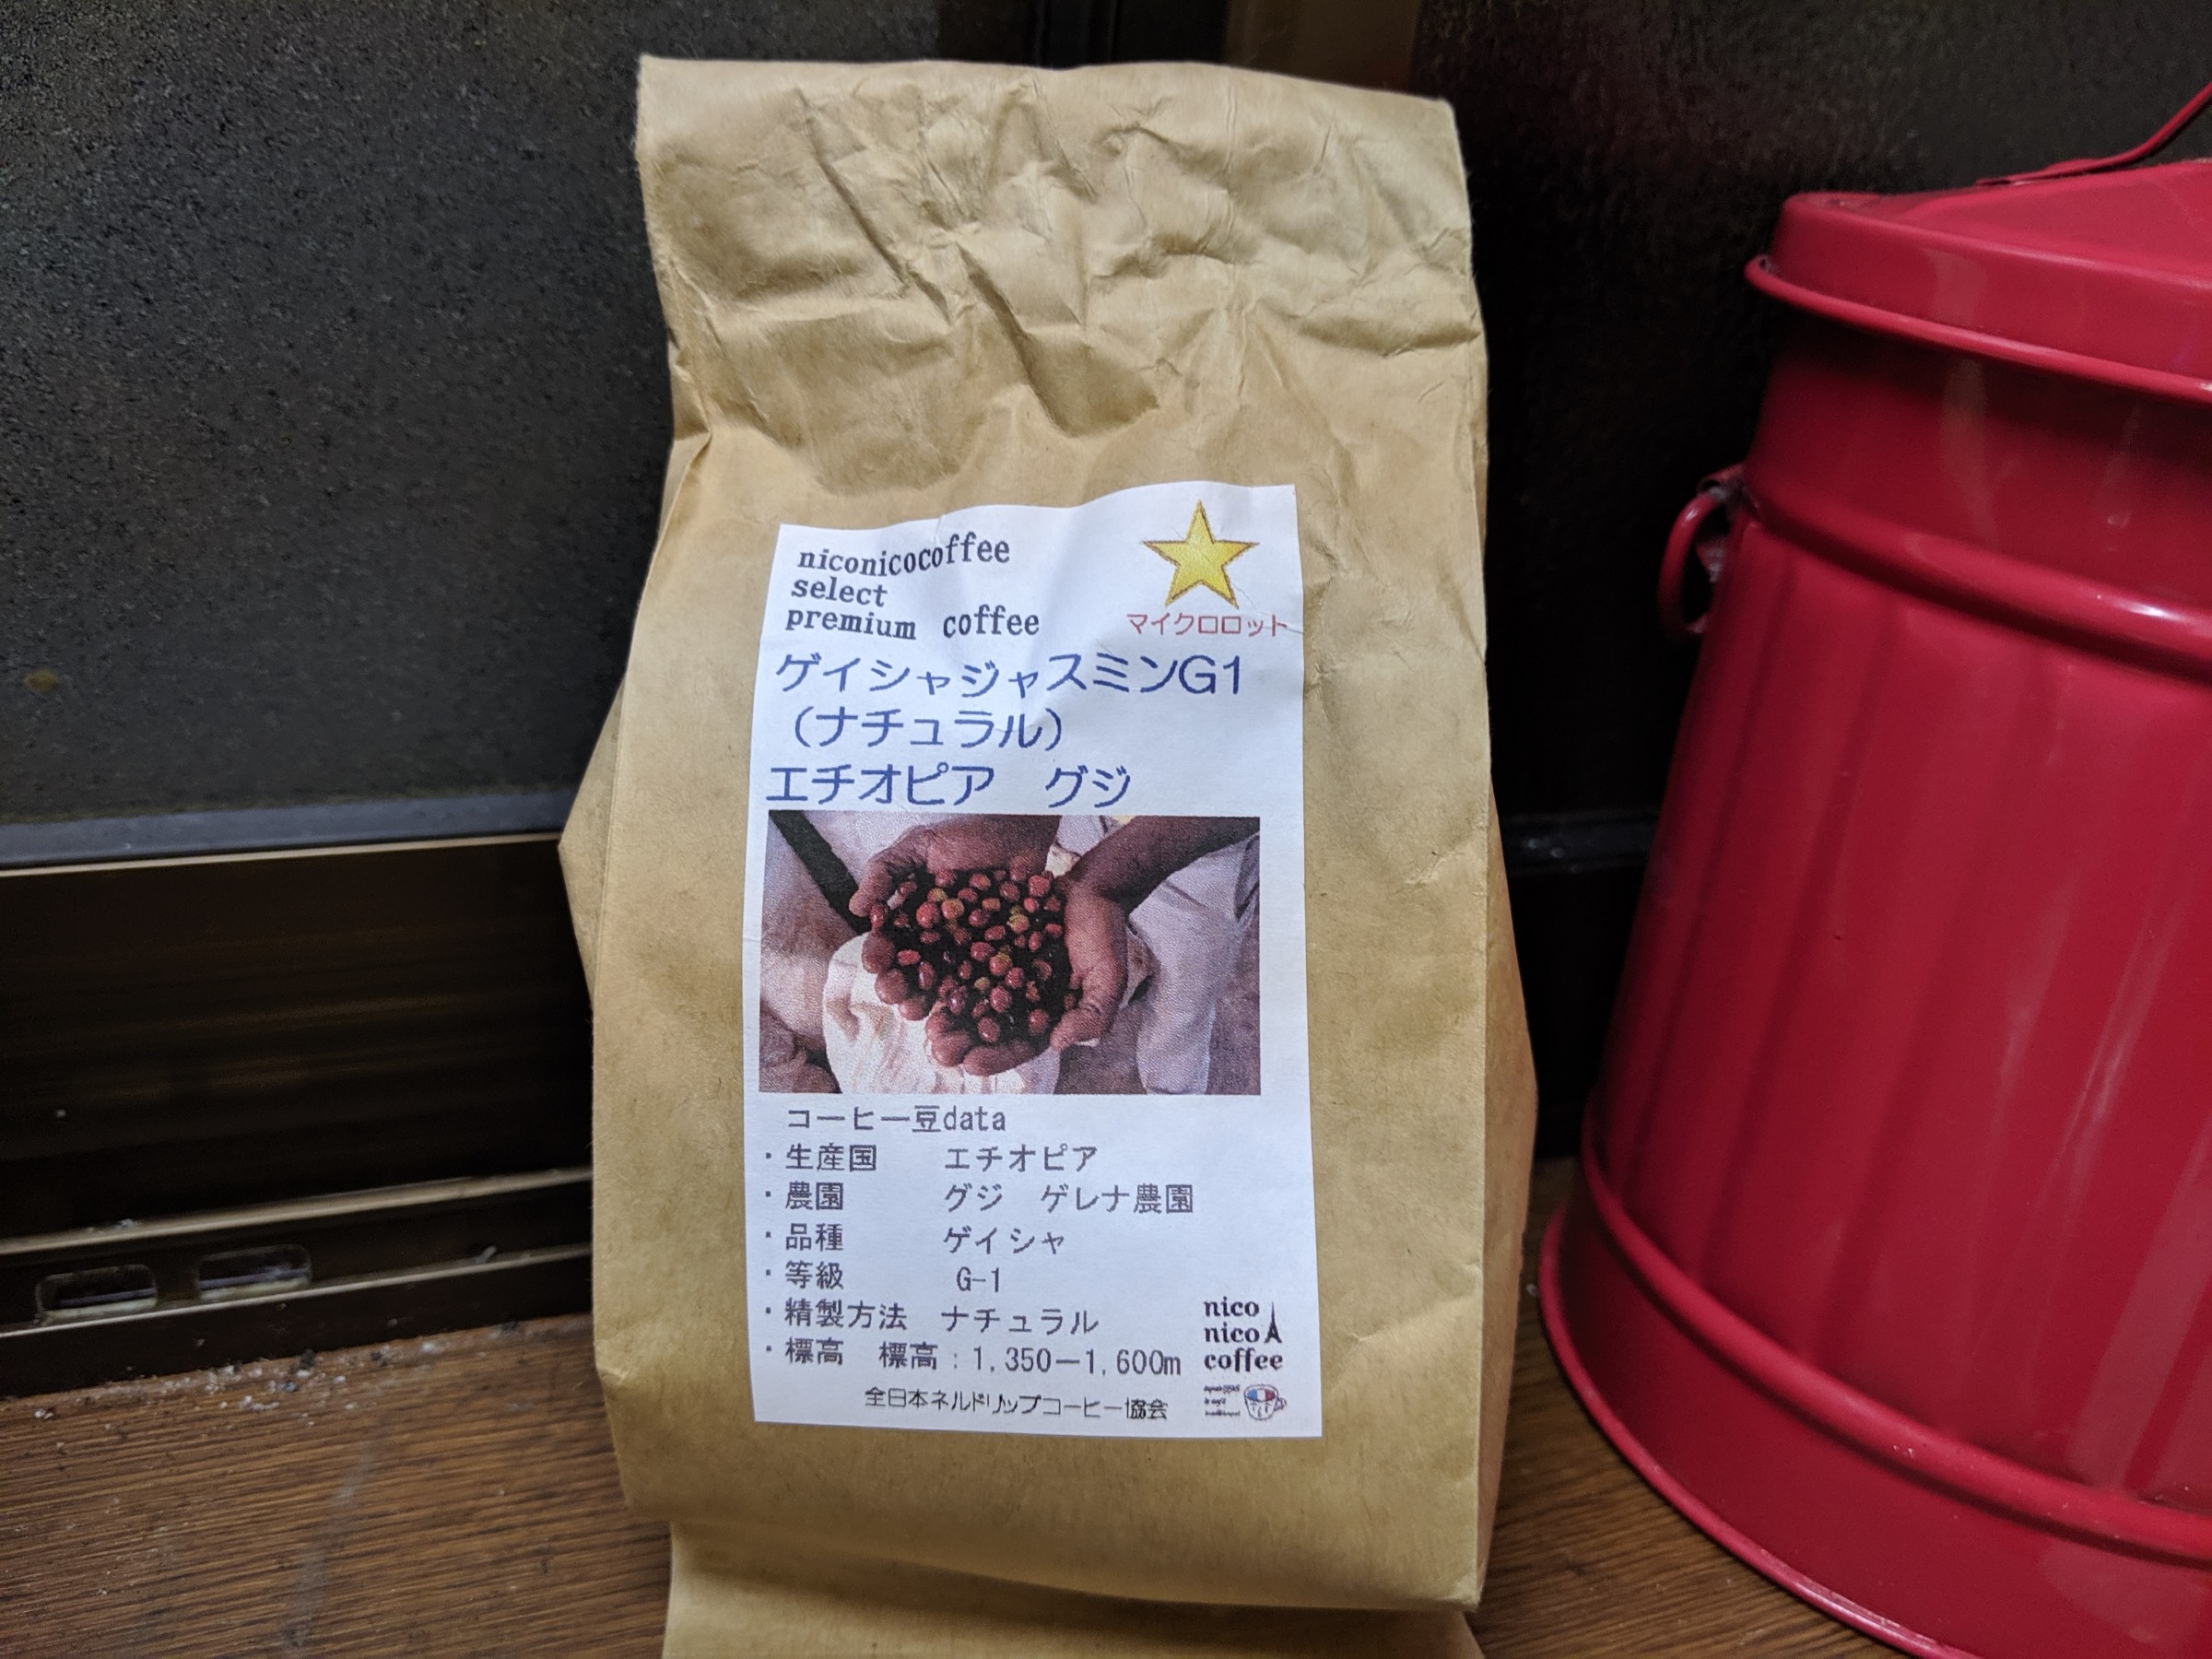 niconicocoffee
select
premium coffee
マイクロロット
ゲイシャジャスミンG1
（ナチュラル）
エチオピア　グジ
コーヒー豆data
・生産国　エチオピア
・農園　グジ　ゲレナ農園
・品種　ゲイシャ
・等級　G-1
・精製方法　ナチュラル
・標高　標高：1,350ー1,600m
nico
nico
coffee
全日本ネルドリップコーヒー協会